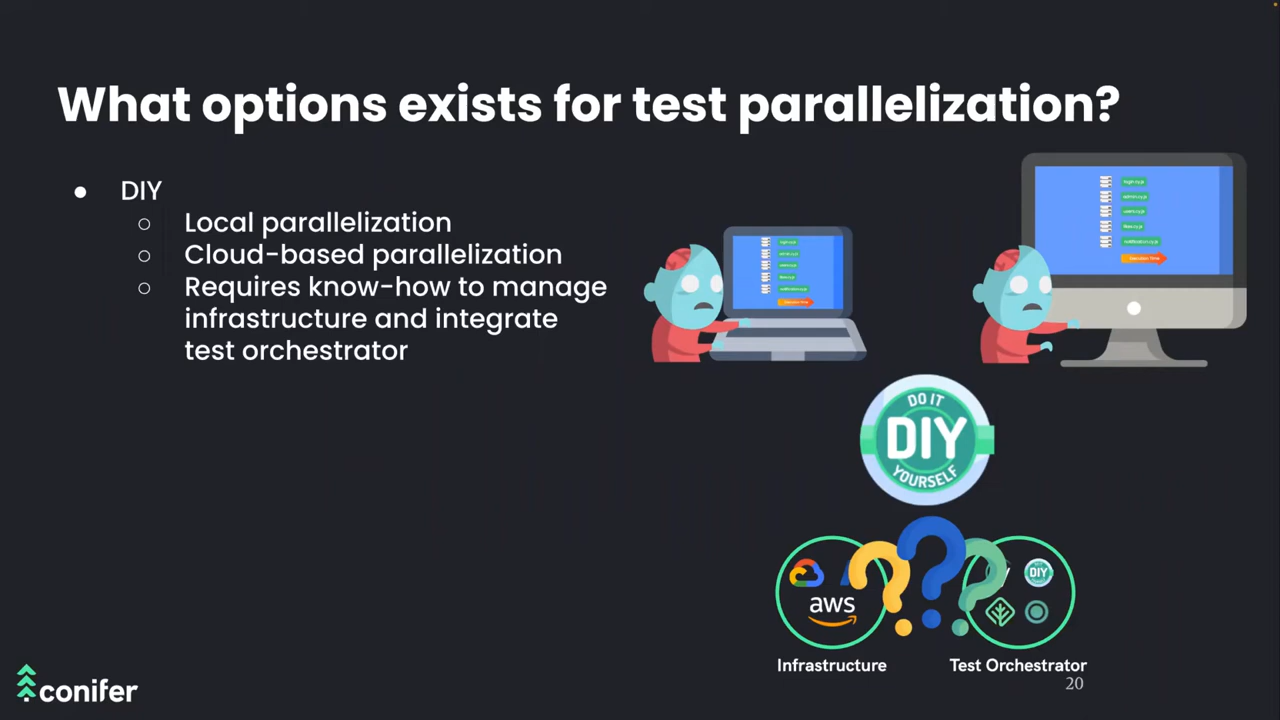 What options exists for test parallelization?
● DIY
○ Local parallelization
○ Cloud-based parallelization
○ Requires know-how to manage
infrastructure and integrate
test orchestrator
DO IT
DIY
YOURSELF
aws
DIY
Infrastructure
Test Orchestrator
20
conifer